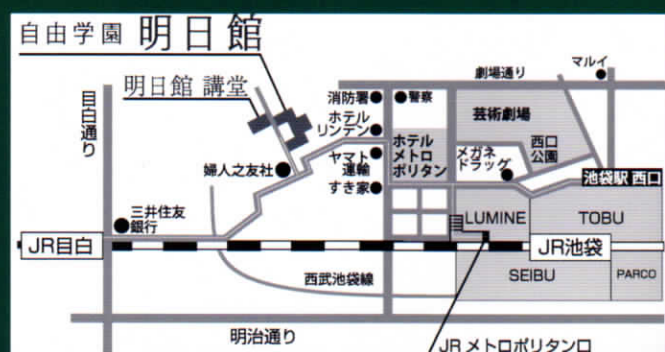 自由学園 明日館
明日館 講堂
目白通り
劇場通り
マルイ
消防署
警察
ホテル
リンデン
芸術劇場
ホテル
メトロ
ポリタン
西口
公園
ヤマト
運輸
メガネ
ドラッグ
婦人之友社
すき家
池袋駅 西口
三井住友
銀行
LUMINE
TOBU
JR目白
JR池袋
西武池袋線
SEIBU
PARCO
明治通り
JR メトロポリタン口